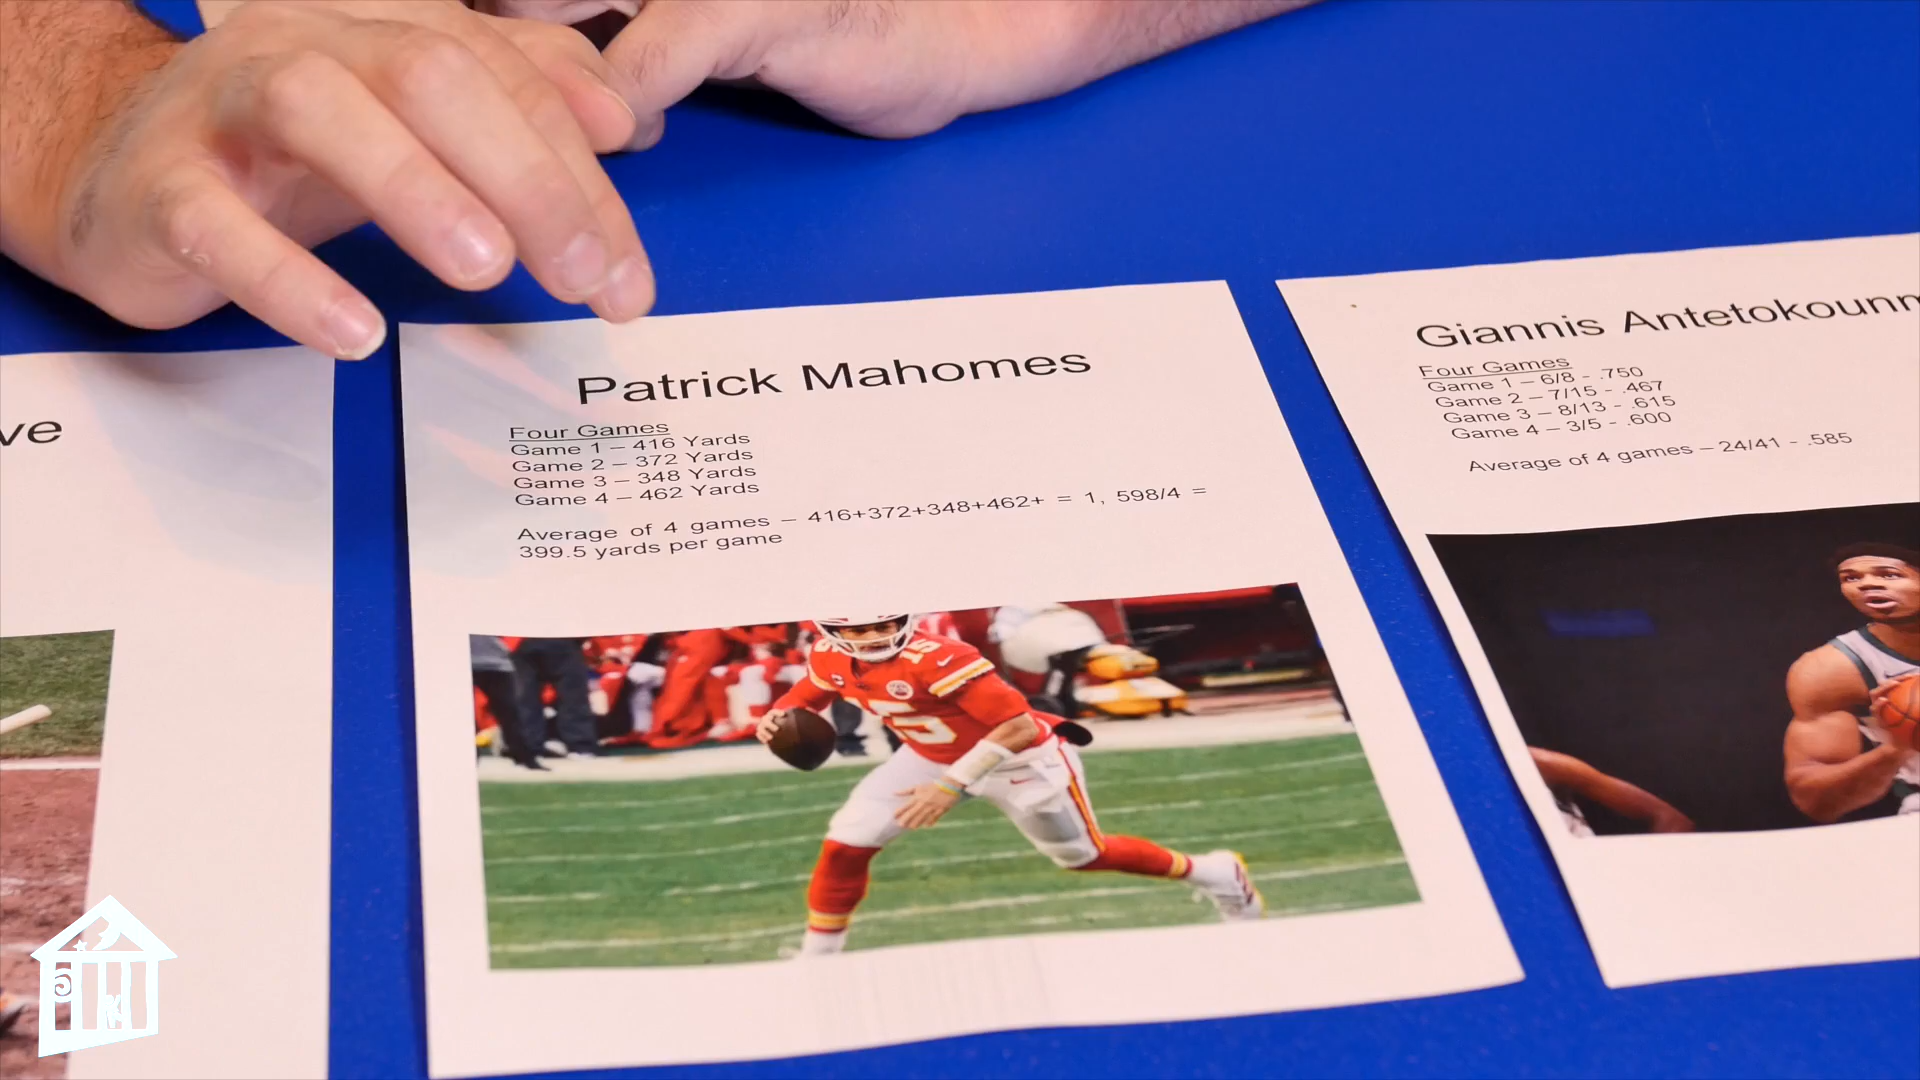 ve
Patrick Mahomes
Four Games
Game 1 – 416 Yards
Game 2 – 372 Yards
Game 3 – 348 Yards
Game 4 – 462 Yards
Average of 4 games – 416+372+348+462+ = 1, 598/4 =
399.5 yards per game
15
15
Giannis Antetokounm
Four Games
Game 1 – 6/8 - .750
Game 2 – 7/15 - .467
Game 3 – 8/13 - .615
Game 4 – 3/5 - .600
Average of 4 games – 24/41 - .585